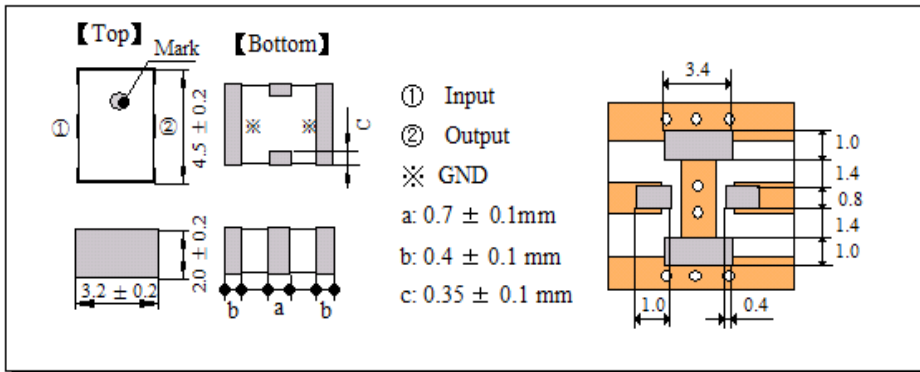 【Top】
Mark
①
②
4.5 ± 0.2
3.2 ± 0.2
2.0 ± 0.2
【Bottom】
※
※
C
b
a
b
① Input
② Output
※ GND
a: 0.7 ± 0.1mm
b: 0.4 ± 0.1 mm
c: 0.35 ± 0.1 mm
3.4
1.0
1.4
0.8
1.4
1.0
1.0
0.4